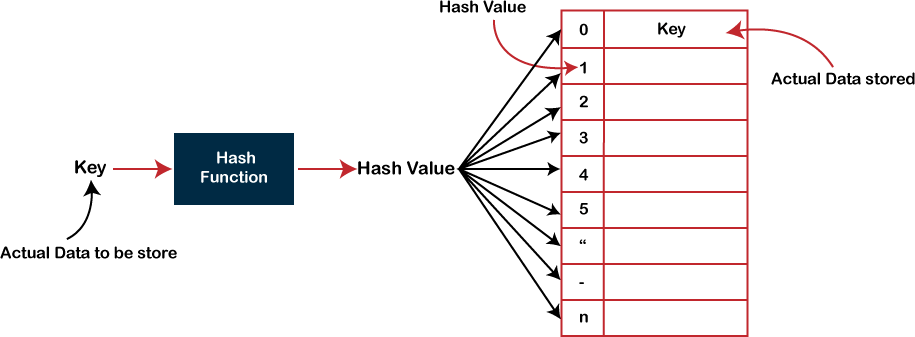 Hash Value
0
Key
1
Actual Data stored
2
3
Hash
Function
Key
Hash Value
4
5
Actual Data to be store
“
-
n